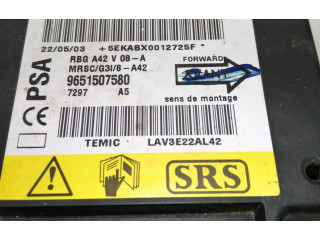 22/05/03 +5EKABX0012725F
PSA
RBG A42 V 08-A
MRSC/G3I/8-A42
9651507580
7297 A5
FORWARD
AVANT
sens de montage
TEMIC LAV3E22AL42
SRS